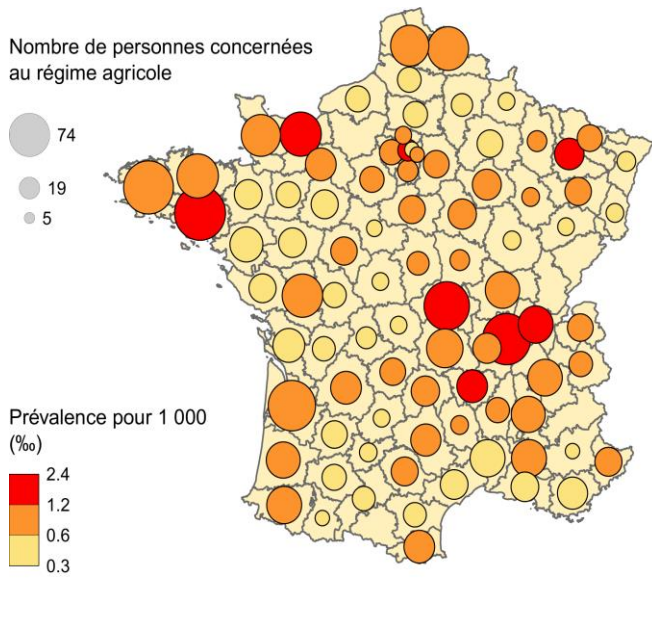 Nombre de personnes concernées
au régime agricole
74
19
5
Prévalence pour 1 000
(‰)
2.4
1.2
0.6
0.3